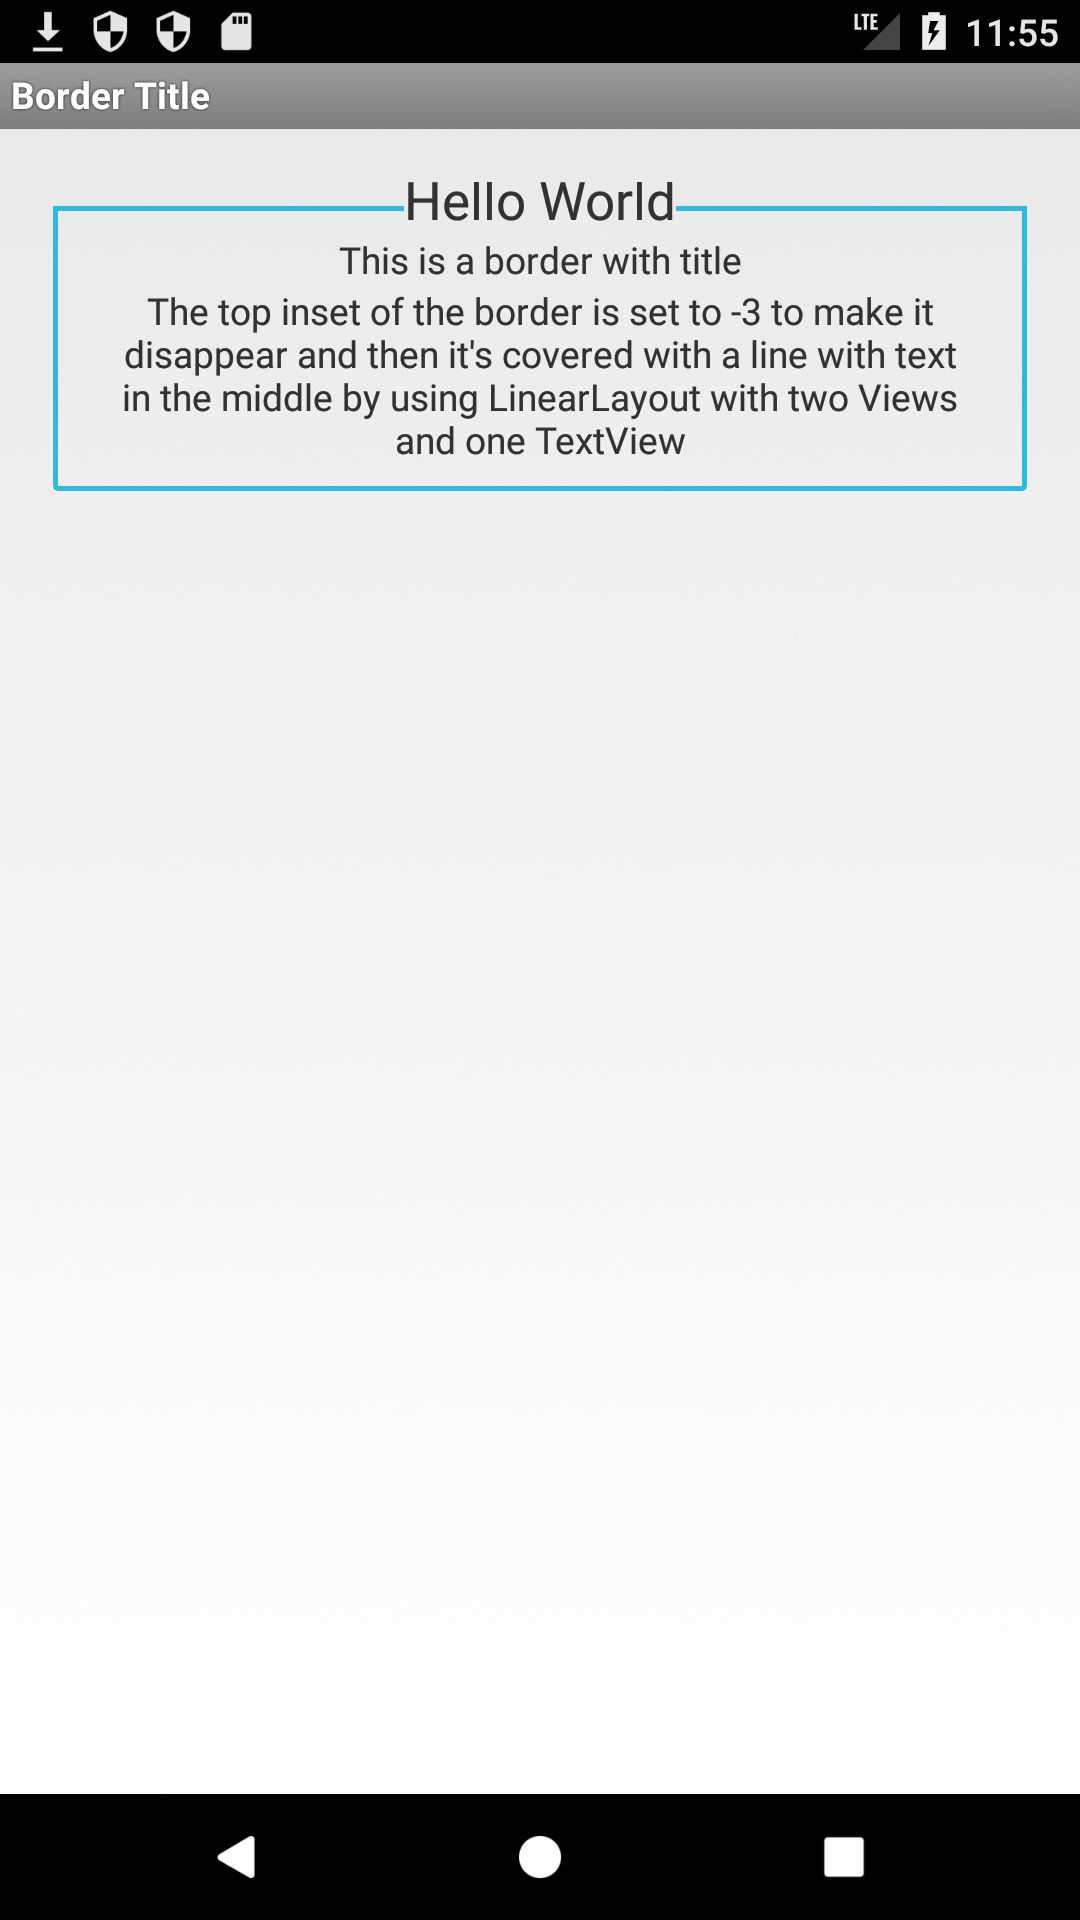 LTE 11:55
Border Title
Hello World
This is a border with title
The top inset of the border is set to -3 to make it
disappear and then it's covered with a line with text
in the middle by using LinearLayout with two Views
and one TextView